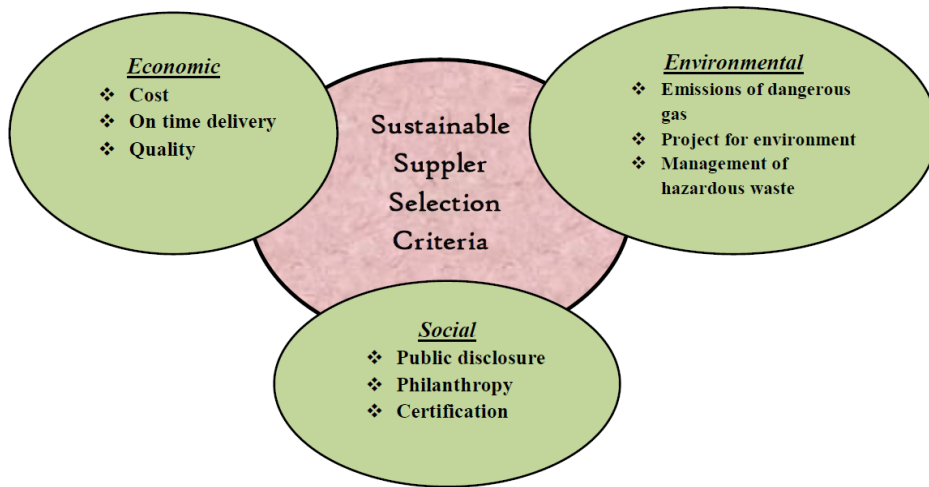 Economic
❖ Cost
❖ On time delivery
❖ Quality
Sustainable
Suppler
Selection
Criteria
Environmental
❖ Emissions of dangerous
gas
❖ Project for environment
❖ Management of
hazardous waste
Social
❖ Public disclosure
❖ Philanthropy
❖ Certification